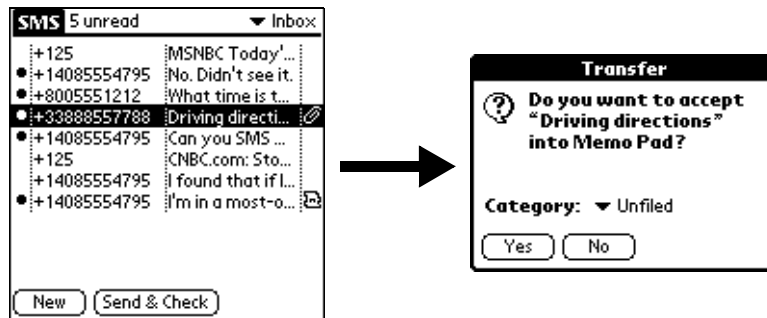 SMS 5 unread Inbox
+125 MSNBC Today'...
+14085554795 No. Didn't see it.
+8005551212 What time is t...
+33888557788 Driving directi...
+14085554795 Can you SMS ...
+125 CNBC.com: Sto...
+14085554795 I found that if I...
+14085554795 I'm in a most-o...
New Send & Check
Transfer
Do you want to accept
“Driving directions”
into Memo Pad?
Category: Unfiled
Yes No